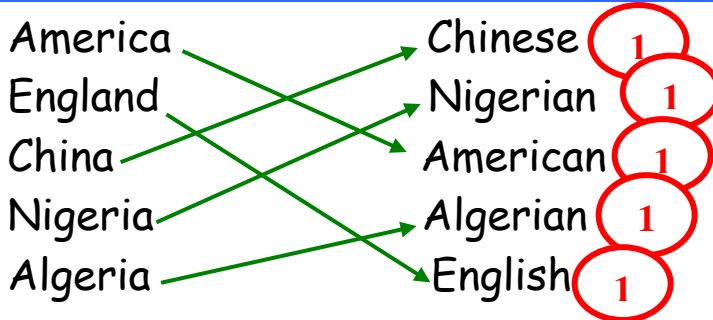 America Chinese 1
England Nigerian 1
China American 1
Nigeria Algerian 1
Algeria English 1